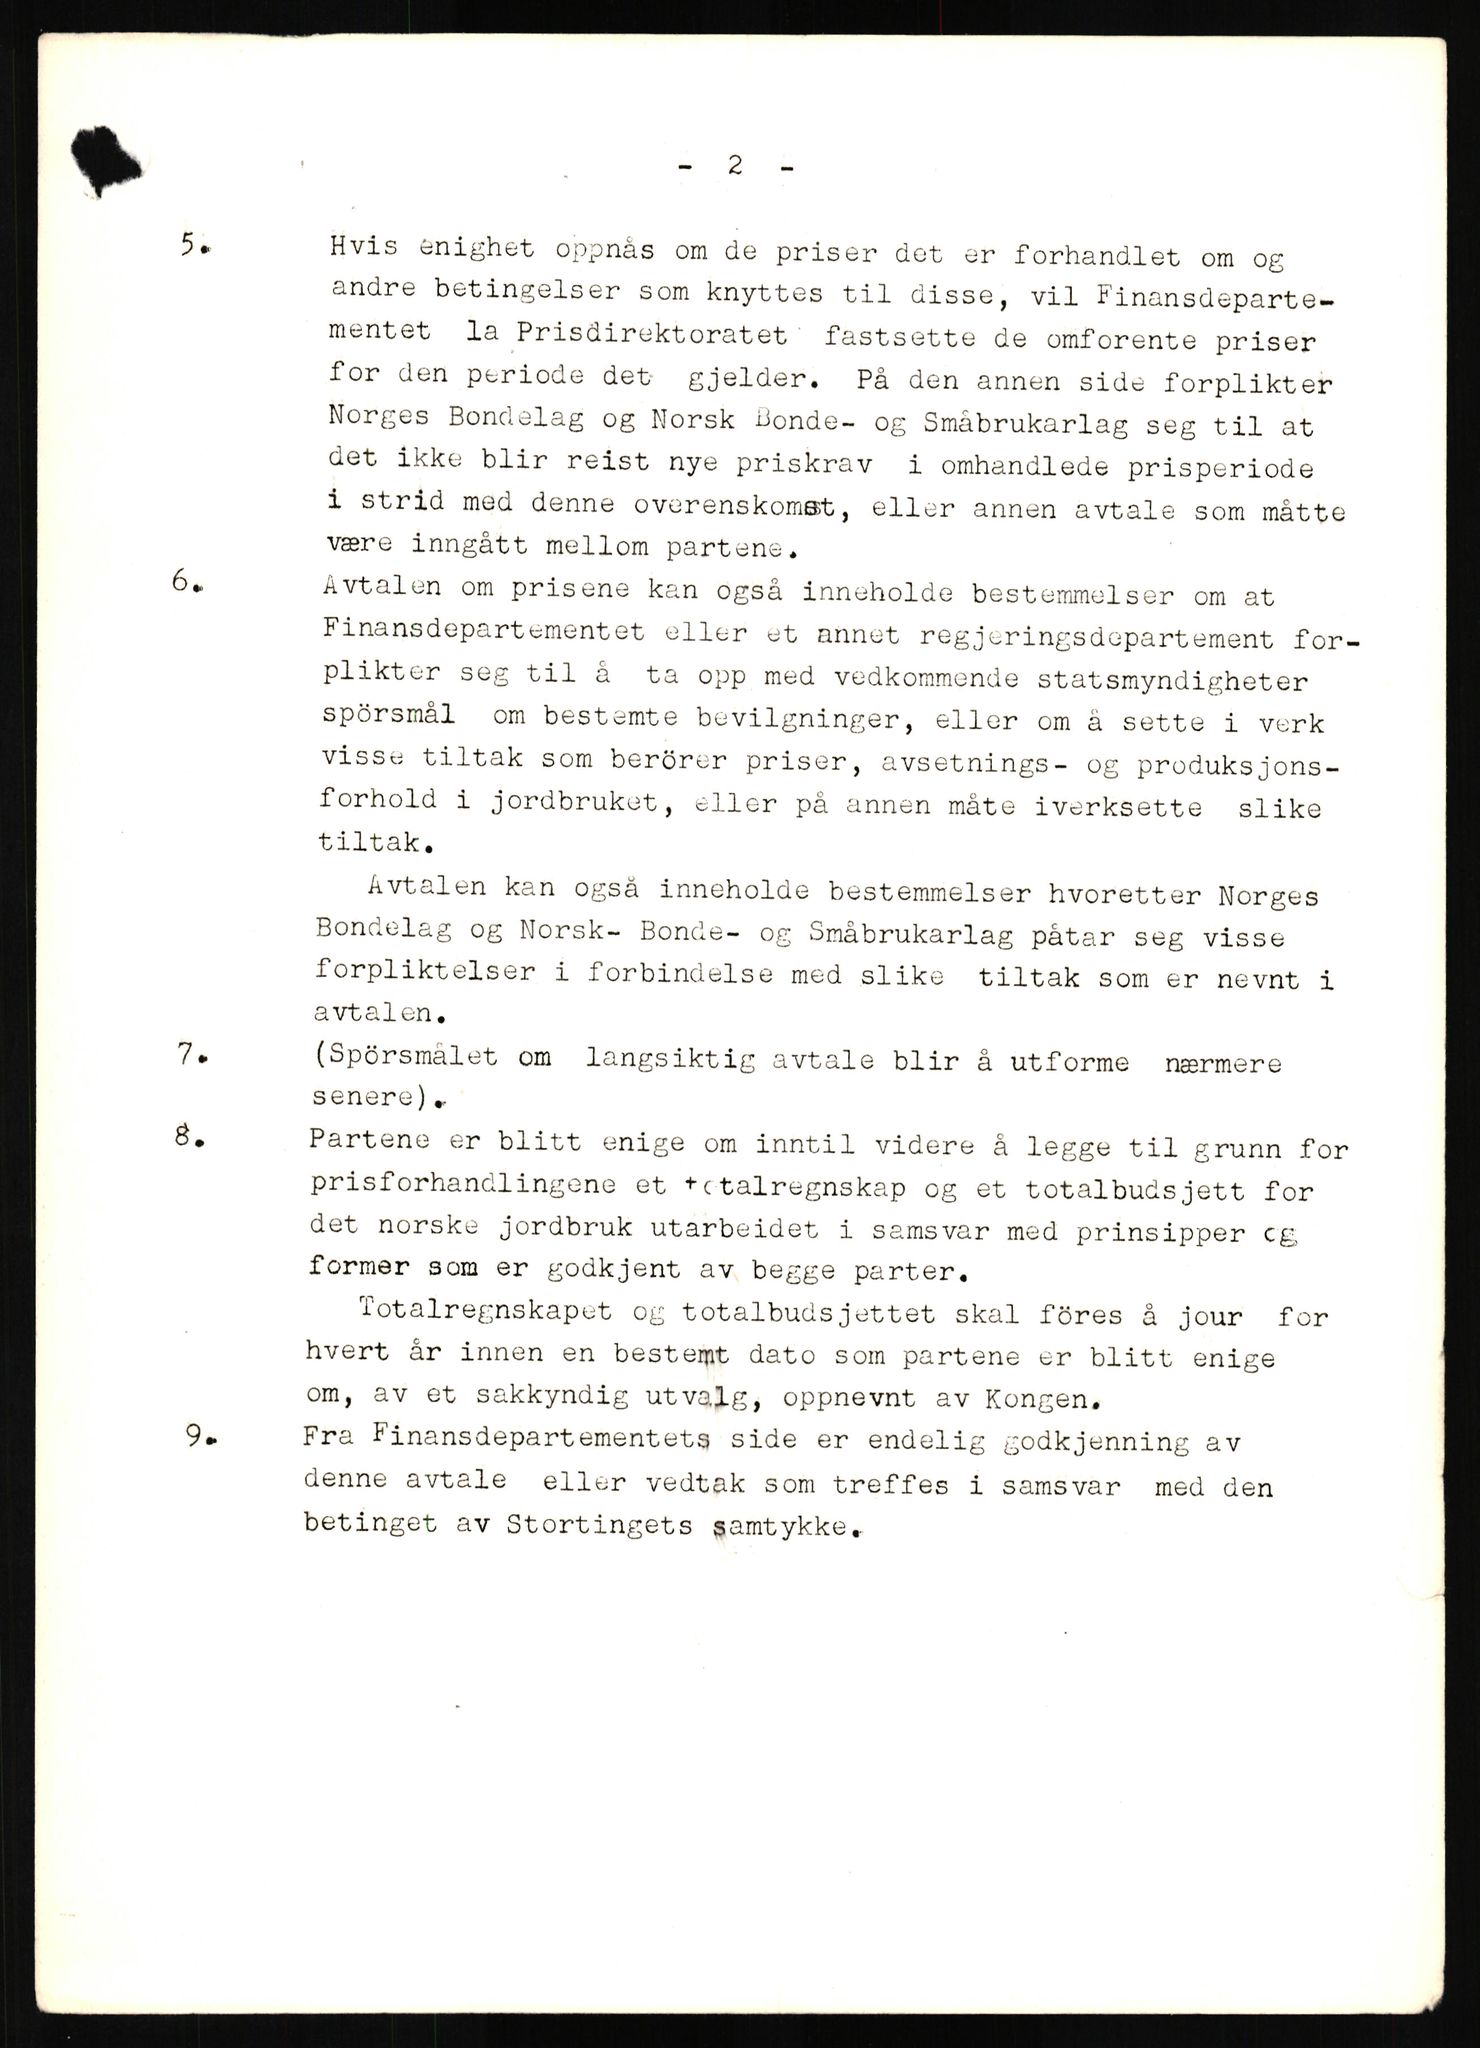 - 2 -
5. Hvis enighet oppnås om de priser det er forhandlet om og
andre betingelser som knyttes til disse, vil Finansdeparte-
mentet la Prisdirektoratet fastsette de omforente priser
for den periode det gjelder. På den annen side forplikter
Norges Bondelag og Norsk Bonde- og Småbrukarlag seg til at
det ikke blir reist nye priskrav i omhandlede prisperiode
i strid med denne overenskomst, eller annen avtale som måtte
være inngått mellom partene.
6. Avtalen om prisene kan også inneholde bestemmelser om at
Finansdepartementet eller et annet regjeringsdepartement for-
plikter seg til å ta opp med vedkommende statsmyndigheter
spörsmål om bestemte bevilgninger, eller om å sette i verk
visse tiltak som berörer priser, avsetnings- og produksjons-
forhold i jordbruket, eller på annen måte iverksette slike
tiltak.
Avtalen kan også inneholde bestemmelser hvoretter Norges
Bondelag og Norsk- Bonde- og Småbrukarlag påtar seg visse
forpliktelser i forbindelse med slike tiltak som er nevnt i
avtalen.
7. (Spörsmålet om langsiktig avtale blir å utforme nærmere
senere).
8. Partene er blitt enige om inntil videre å legge til grunn for
prisforhandlingene et totalregnskap og et totalbudsjett for
det norske jordbruk utarbeidet i samsvar med prinsipper og
former som er godkjent av begge parter.
Totalregnskapet og totalbudsjettet skal föres å jour for
hvert år innen en bestemt dato som partene er blitt enige
om, av et sakkyndig utvalg, oppnevnt av Kongen.
9. Fra Finansdepartementets side er endelig godkjenning av
denne avtale eller vedtak som treffes i samsvar med den
betinget av Stortingets samtykke.